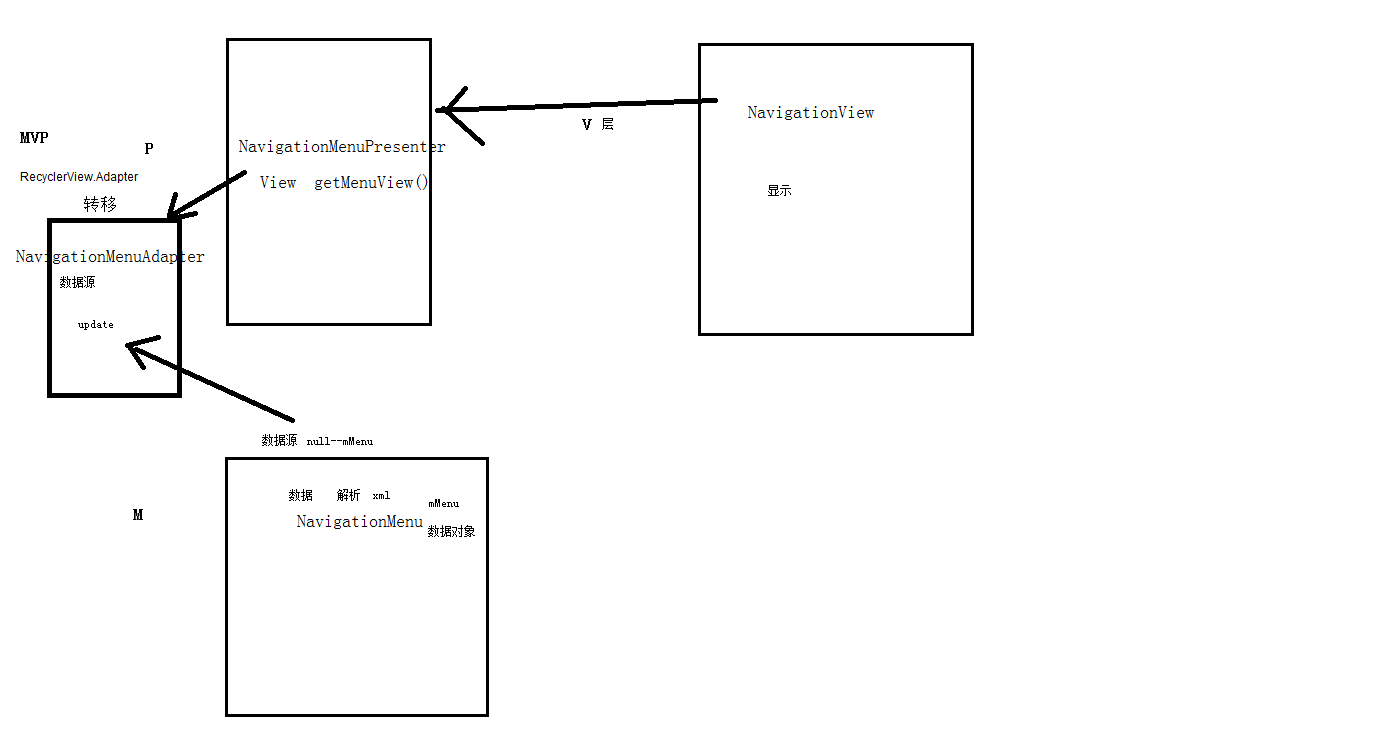 MVP
P
RecyclerView.Adapter
转移
NavigationMenuAdapter
数据源
update
NavigationMenuPresenter
View getMenuView()
V 层
NavigationView
显示
数据源 null--mMenu
M
数据 解析 xml
mMenu
NavigationMenu
数据对象